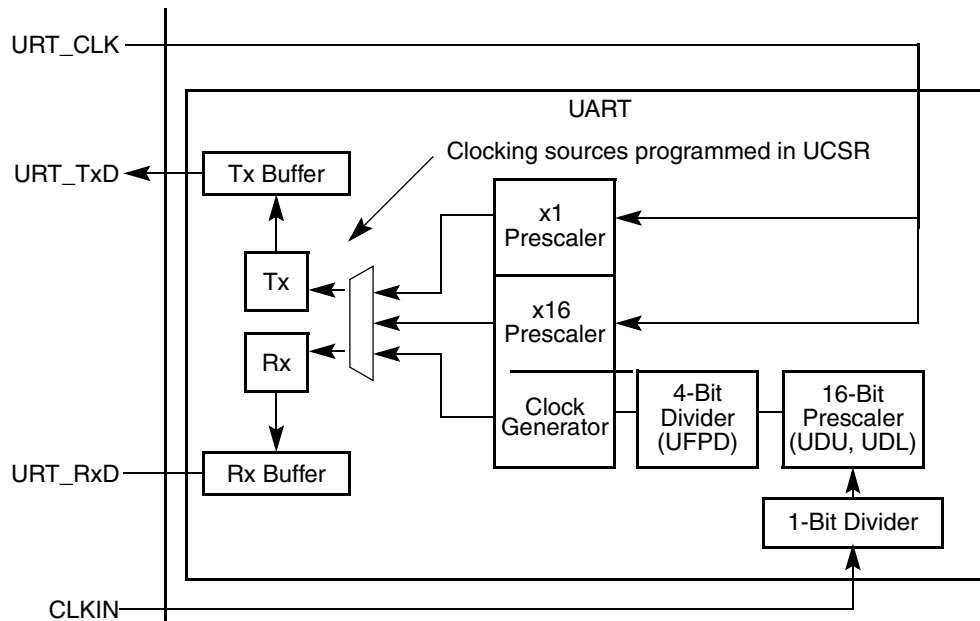 URT_CLK
UART
Clocking sources programmed in UCSR
URT_TxD
Tx Buffer
x1
Prescaler
Tx
x16
Prescaler
Rx
Clock
Generator
4-Bit
Divider
(UFPD)
16-Bit
Prescaler
(UDU, UDL)
URT_RxD
Rx Buffer
1-Bit Divider
CLKIN